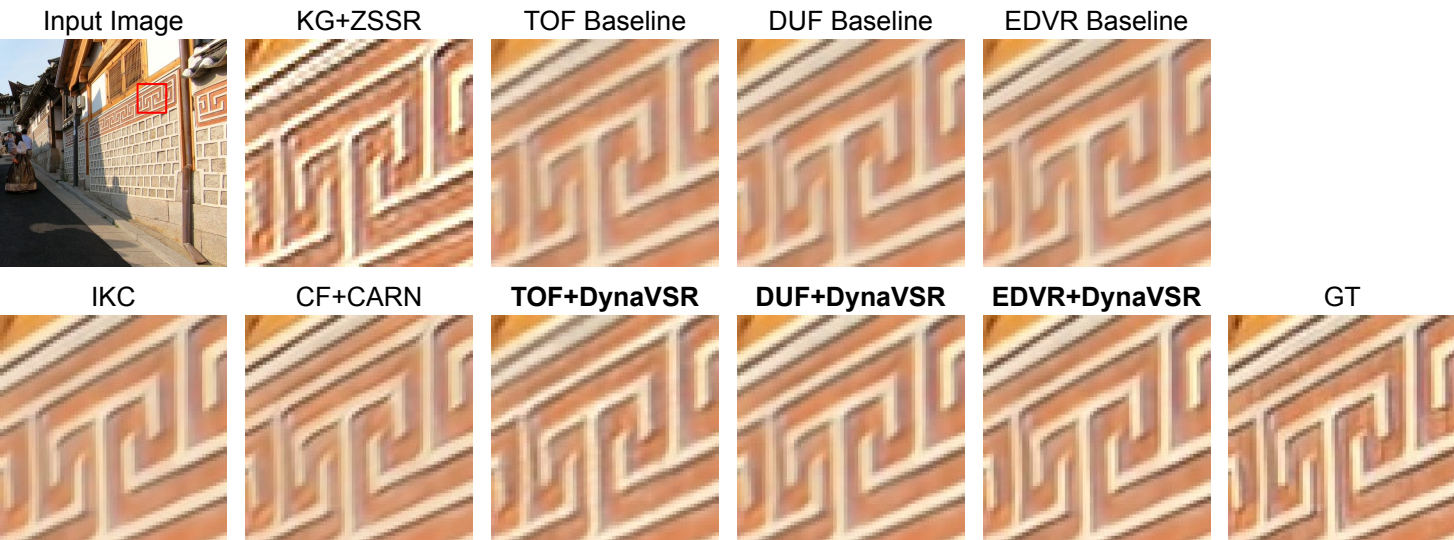 Input Image
KG+ZSSR
TOF Baseline
DUF Baseline
EDVR Baseline
IKC
CF+CARN
TOF+DynaVSR
DUF+DynaVSR
EDVR+DynaVSR
GT